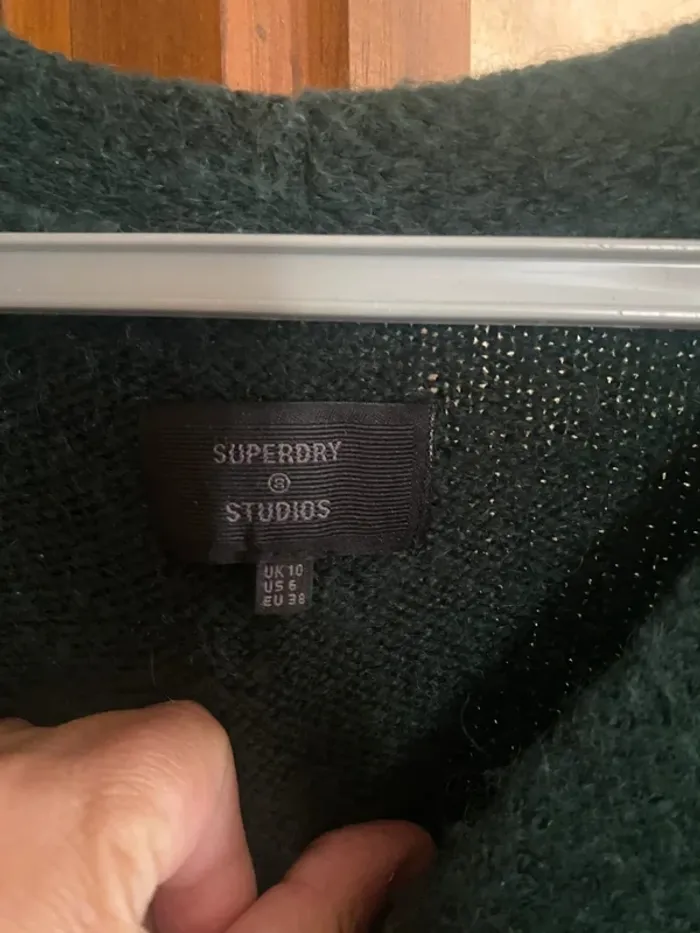 SUPERDRY
®
STUDIOS
UK 10
US 6
EU 38